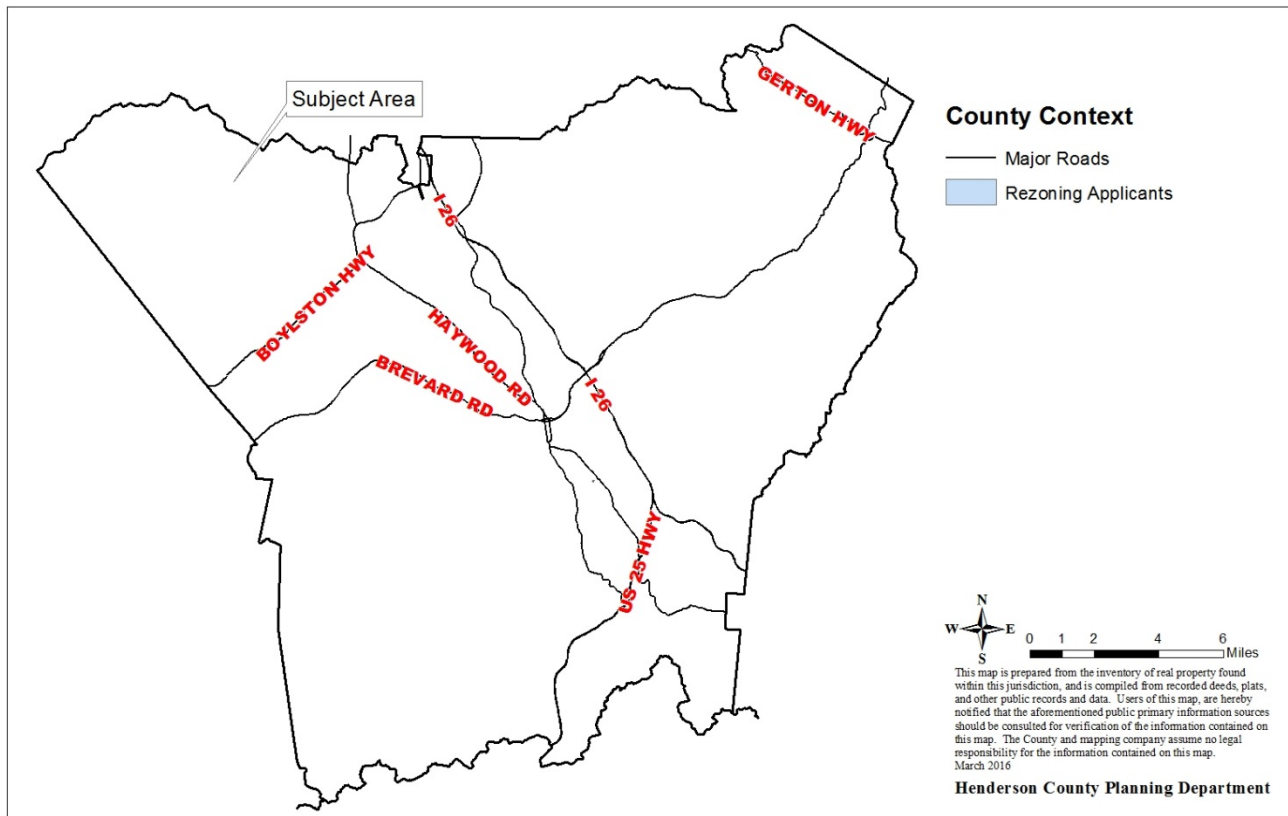 Subject Area
GERTON HWY
I 26
BOYLSTON HWY
HAYWOOD RD
BREVARD RD
I 26
US 25 HWY
County Context
Major Roads
Rezoning Applicants
N
W E
S
0 1 2 4 6
Miles
This map is prepared from the inventory of real property found
within this jurisdiction, and is compiled from recorded deeds, plats,
and other public records and data. Users of this map, are hereby
notified that the aforementioned public primary information sources
should be consulted for verification of the information contained on
this map. The County and mapping company assume no legal
responsibility for the information contained on this map.
March 2016
Henderson County Planning Department